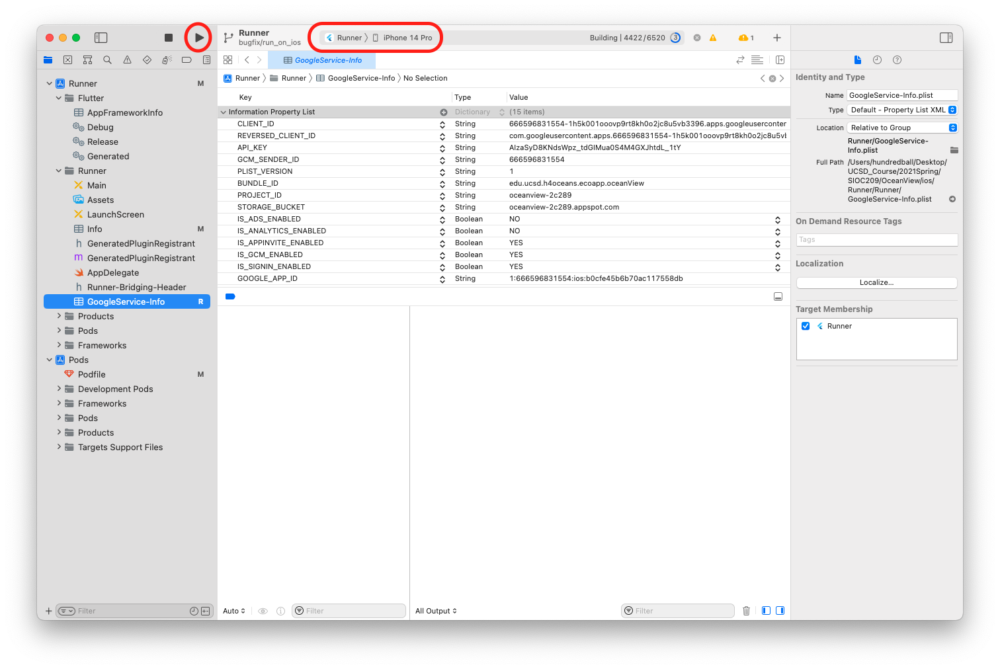 Runner
bugfix/run_on_ios
Runner
iPhone 14 Pro
Building | 4422/6520
3
1
GoogleService-Info
Runner
Runner
GoogleService-Info
No Selection
Key Type Value
Information Property List Dictionary (15 items)
CLIENT_ID String 666596831554-1h5k001ooovp9rt8kh0o2jc8u5vb3396.apps.googleuserconten
REVERSED_CLIENT_ID String com.googleusercontent.apps.666596831554-1h5k001ooovp9rt8kh0o2jc8u5vb
API_KEY String AIzaSyD8KNdsWpz_tdGlMua0S4M4GXJhtdL_1tY
GCM_SENDER_ID String 666596831554
PLIST_VERSION String 1
BUNDLE_ID String edu.ucsd.h4oceans.ecoapp.oceanView
PROJECT_ID String oceanview-2c289
STORAGE_BUCKET String oceanview-2c289.appspot.com
IS_ADS_ENABLED Boolean NO
IS_ANALYTICS_ENABLED Boolean NO
IS_APPINVITE_ENABLED Boolean YES
IS_GCM_ENABLED Boolean YES
IS_SIGNIN_ENABLED Boolean YES
GOOGLE_APP_ID String 1:666596831554:ios:b0cfe45b6b70ac117558db
Runner M
Flutter
AppFrameworkInfo
Debug
Release
Generated
Runner
Main
Assets
LaunchScreen
Info M
h GeneratedPluginRegistrant
m GeneratedPluginRegistrant
AppDelegate
h Runner-Bridging-Header
GoogleService-Info R
Products
Pods
Frameworks
Pods
Podfile M
Development Pods
Frameworks
Pods
Products
Targets Support Files
Filter
Auto
Filter
All Output
Filter
Identity and Type
Name GoogleService-Info.plist
Type Default - Property List XML
Location Relative to Group
Runner/GoogleService-
Info.plist
Full Path /Users/hundredball/Desktop/
UCSD_Course/2021Spring/
SIOC209/OceanView/ios/
Runner/Runner/
GoogleService-Info.plist
On Demand Resource Tags
Tags
Localization
Localize...
Target Membership
Runner